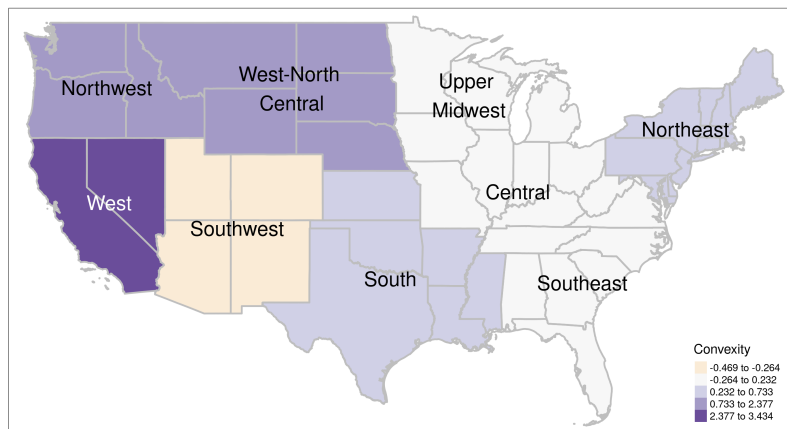 Northwest
West-North
Central
Upper
Midwest
Northeast
West
Southwest
Central
South
Southeast
Convexity
-0.469 to -0.264
-0.264 to 0.232
0.232 to 0.733
0.733 to 2.377
2.377 to 3.434